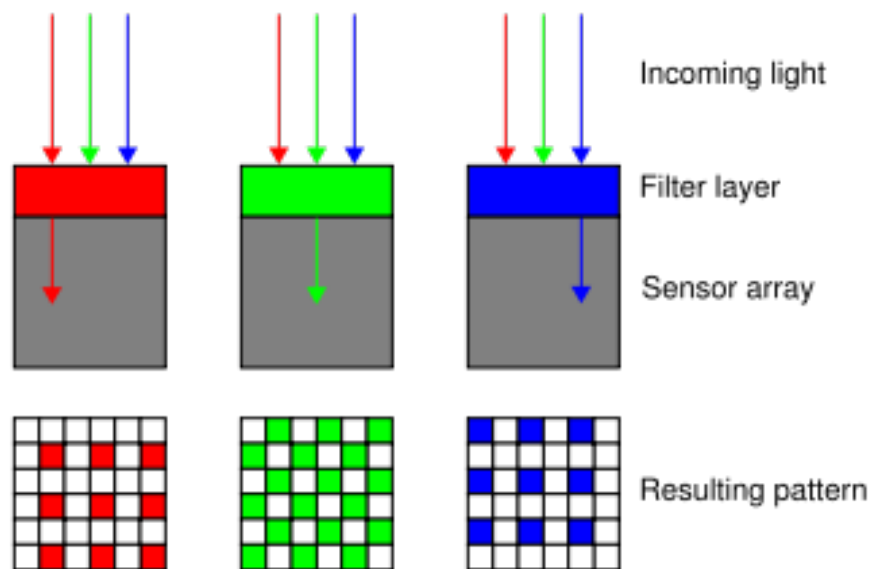 Incoming light
Filter layer
Sensor array
Resulting pattern